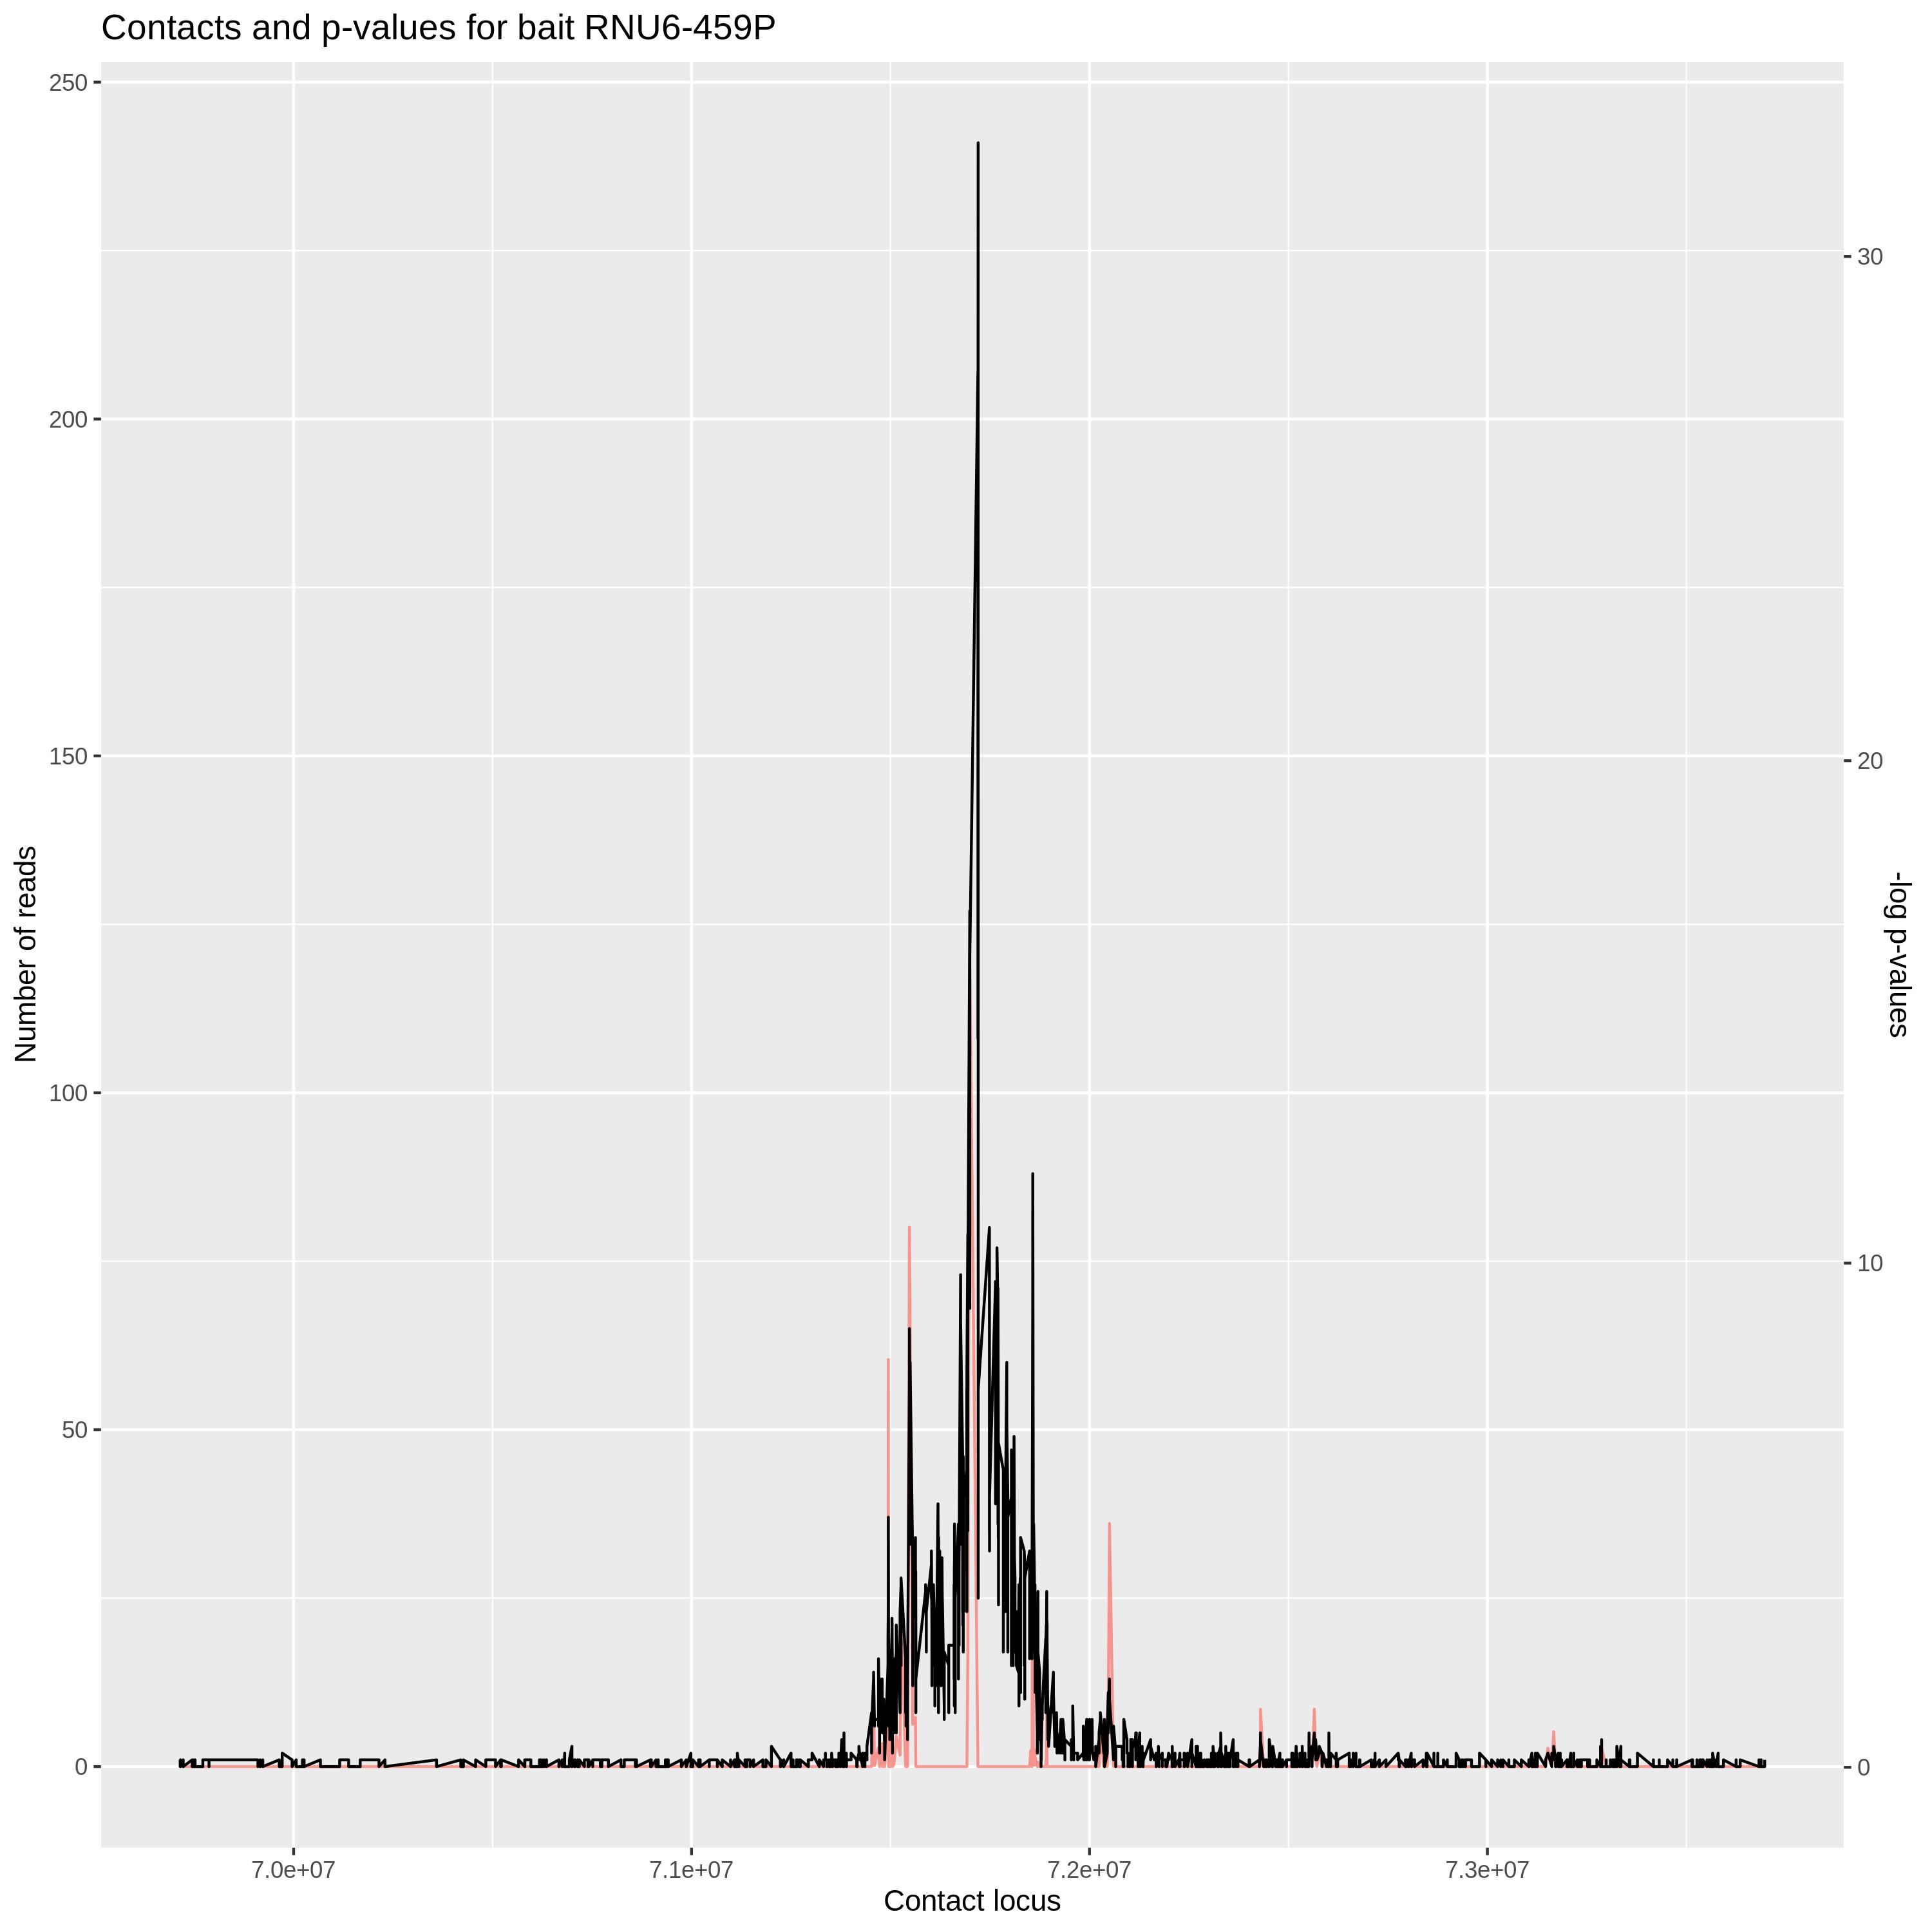 Contacts and p-values for bait RNU6-459P
250
200
150
100
50
0
Number of reads
30
20
10
0
-log p-values
7.0e+07 7.1e+07 7.2e+07 7.3e+07
Contact locus